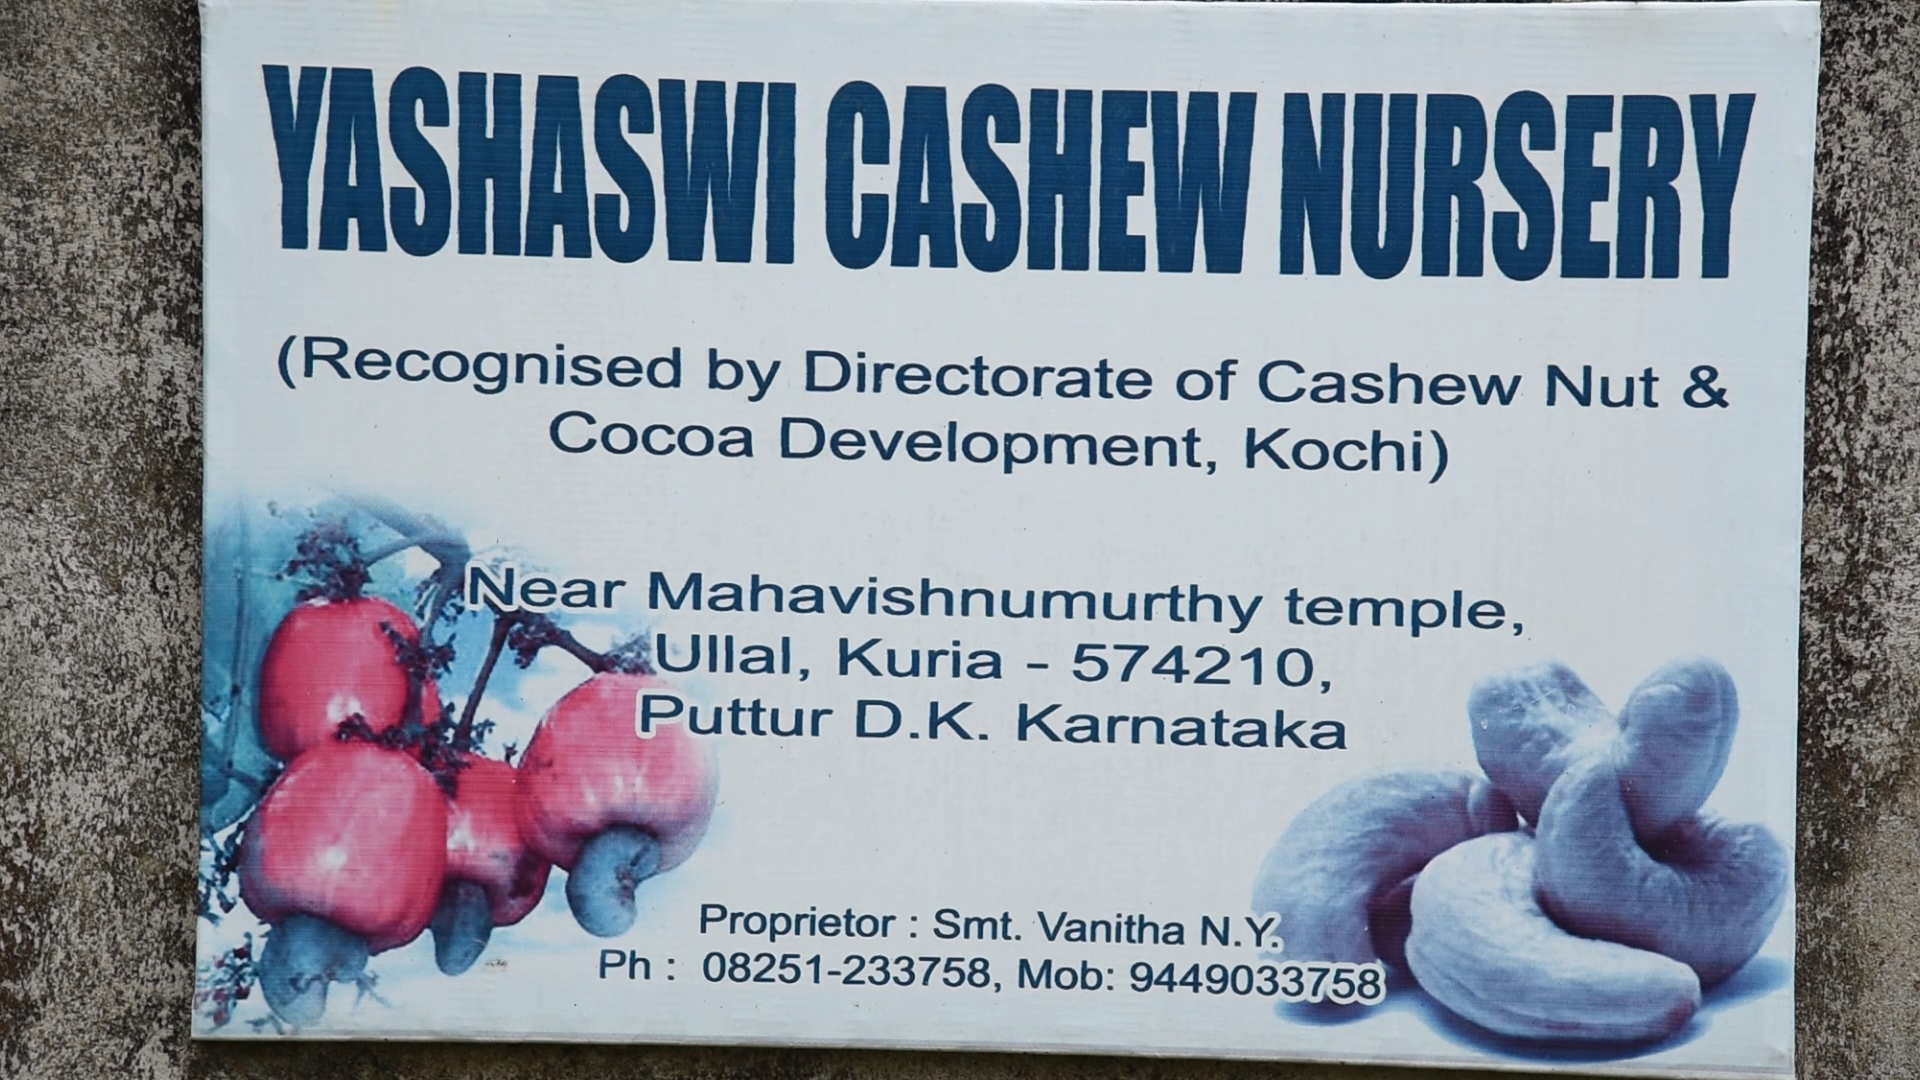 YASHASWI CASHEW NURSERY
(Recognised by Directorate of Cashew Nut &
Cocoa Development, Kochi)
Near Mahavishnumurthy temple,
Ullal, Kuria - 574210,
Puttur D.K. Karnataka
Proprietor : Smt. Vanitha N.Y.
Ph : 08251-233758, Mob: 9449033758